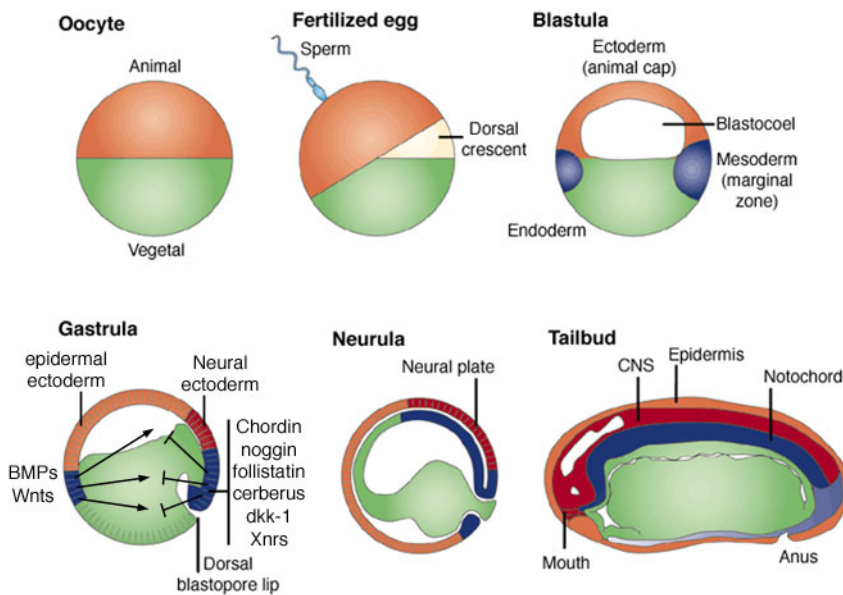 Oocyte
Animal
Vegetal
Fertilized egg
Sperm
Dorsal
crescent
Blastula
Ectoderm
(animal cap)
Blastocoel
Mesoderm
(marginal
zone)
Endoderm
Gastrula
epidermal
ectoderm
Neural
ectoderm
BMPs
Wnts
Chordin
noggin
follistatin
cerberus
dkk-1
Xnrs
Dorsal
blastopore lip
Neurula
Neural plate
Tailbud
CNS
Epidermis
Notochord
Mouth
Anus